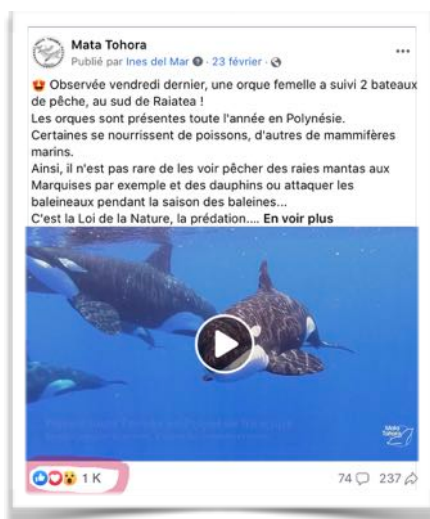 Mata Tohora
Publié par Ines del Mar · 23 février ·
Observée vendredi dernier, une orque femelle a suivi 2 bateaux
de pêche, au sud de Raiatea !
Les orques sont présentes toute l'année en Polynésie.
Certaines se nourrissent de poissons, d'autres de mammifères
marins.
Ainsi, il n'est pas rare de les voir pêcher des raies mantas aux
Marquises par exemple et des dauphins ou attaquer les
baleineaux pendant la saison des baleines...
C'est la Loi de la Nature, la prédation.... En voir plus
Mata
Tohora
1 K
74
237